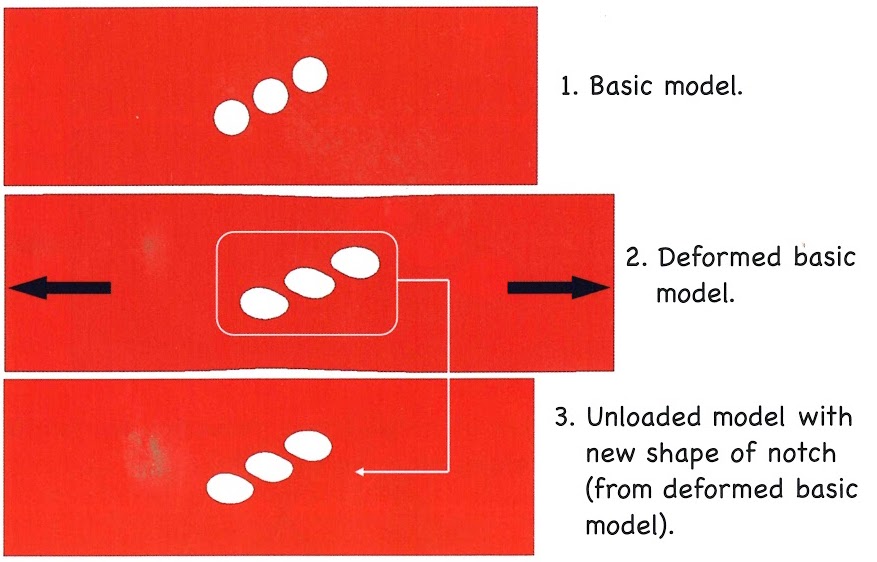 1. Basic model.
2. Deformed basic
model.
3. Unloaded model with
new shape of notch
(from deformed basic
model).